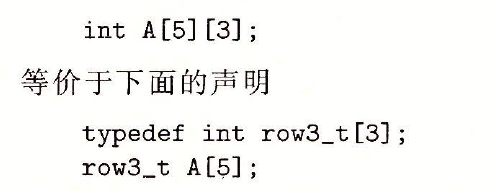 int A[5][3];
等价于下面的声明
typedef int row3_t[3];
row3_t A[5];